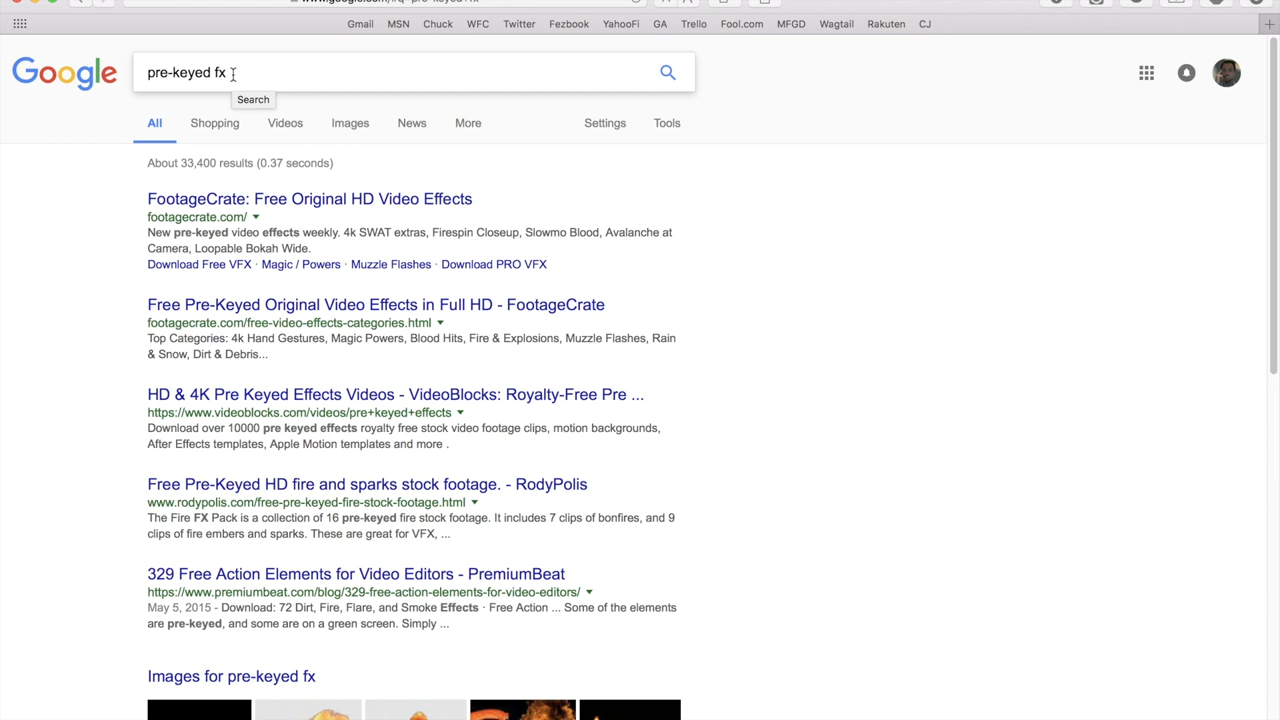 Gmail MSN Chuck WFC Twitter Fezbook YahooFi GA Trello Fool.com MFGD Wagtail Rakuten CJ
Google
pre-keyed fx
Search
All Shopping Videos Images News More Settings Tools
About 33,400 results (0.37 seconds)
FootageCrate: Free Original HD Video Effects
footagecrate.com/
New pre-keyed video effects weekly. 4k SWAT extras, Firespin Closeup, Slowmo Blood, Avalanche at
Camera, Loopable Bokah Wide.
Download Free VFX · Magic / Powers · Muzzle Flashes · Download PRO VFX
Free Pre-Keyed Original Video Effects in Full HD - FootageCrate
footagecrate.com/free-video-effects-categories.html
Top Categories: 4k Hand Gestures, Magic Powers, Blood Hits, Fire & Explosions, Muzzle Flashes, Rain
& Snow, Dirt & Debris...
HD & 4K Pre Keyed Effects Videos - VideoBlocks: Royalty-Free Pre ...
https://www.videoblocks.com/videos/pre+keyed+effects
Download over 10000 pre keyed effects royalty free stock video footage clips, motion backgrounds,
After Effects templates, Apple Motion templates and more .
Free Pre-Keyed HD fire and sparks stock footage. - RodyPolis
www.rodypolis.com/free-pre-keyed-fire-stock-footage.html
The Fire FX Pack is a collection of 16 pre-keyed fire stock footage. It includes 7 clips of bonfires, and 9
clips of fire embers and sparks. These are great for VFX, ...
329 Free Action Elements for Video Editors - PremiumBeat
https://www.premiumbeat.com/blog/329-free-action-elements-for-video-editors/
May 5, 2015 - Download: 72 Dirt, Fire, Flare, and Smoke Effects · Free Action ... Some of the elements
are pre-keyed, and some are on a green screen. Simply ...
Images for pre-keyed fx